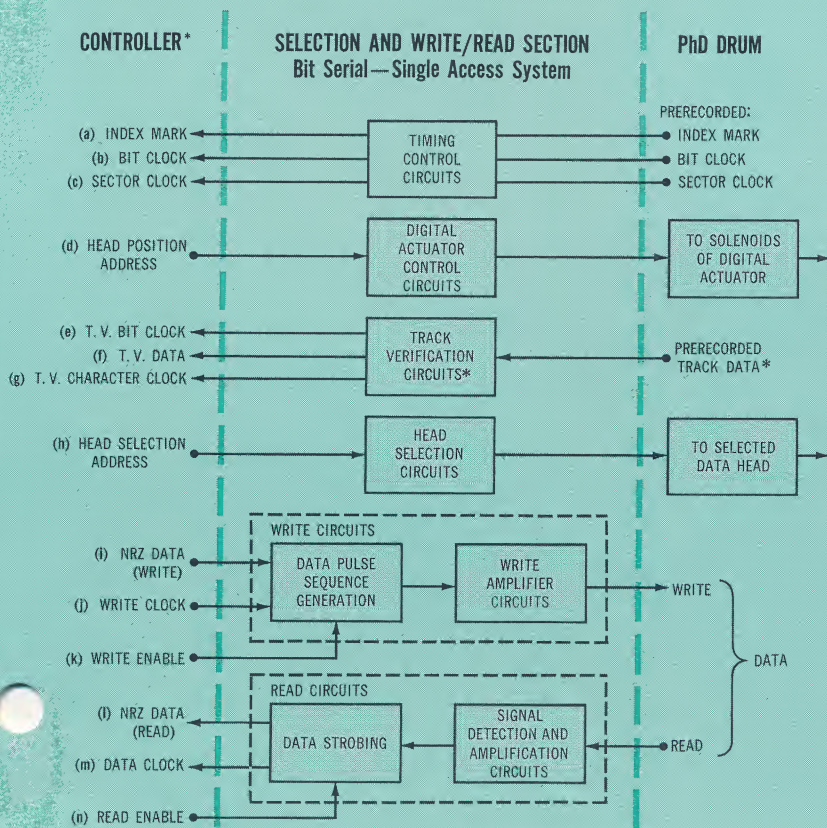 CONTROLLER*
SELECTION AND WRITE/READ SECTION
Bit Serial—Single Access System
PhD DRUM
PRERECORDED:
(a) INDEX MARK
(b) BIT CLOCK
(c) SECTOR CLOCK
TIMING
CONTROL
CIRCUITS
INDEX MARK
BIT CLOCK
SECTOR CLOCK
(d) HEAD POSITION
ADDRESS
DIGITAL
ACTUATOR
CONTROL
CIRCUITS
TO SOLENOIDS
OF DIGITAL
ACTUATOR
(e) T.V. BIT CLOCK
(f) T.V. DATA
(g) T.V. CHARACTER CLOCK
TRACK
VERIFICATION
CIRCUITS*
PRERECORDED
TRACK DATA*
(h) HEAD SELECTION
ADDRESS
HEAD
SELECTION
CIRCUITS
TO SELECTED
DATA HEAD
WRITE CIRCUITS
(i) NRZ DATA
(WRITE)
(j) WRITE CLOCK
(k) WRITE ENABLE
DATA PULSE
SEQUENCE
GENERATION
WRITE
AMPLIFIER
CIRCUITS
WRITE
DATA
READ CIRCUITS
(l) NRZ DATA
(READ)
(m) DATA CLOCK
(n) READ ENABLE
DATA STROBING
SIGNAL
DETECTION AND
AMPLIFICATION
CIRCUITS
READ